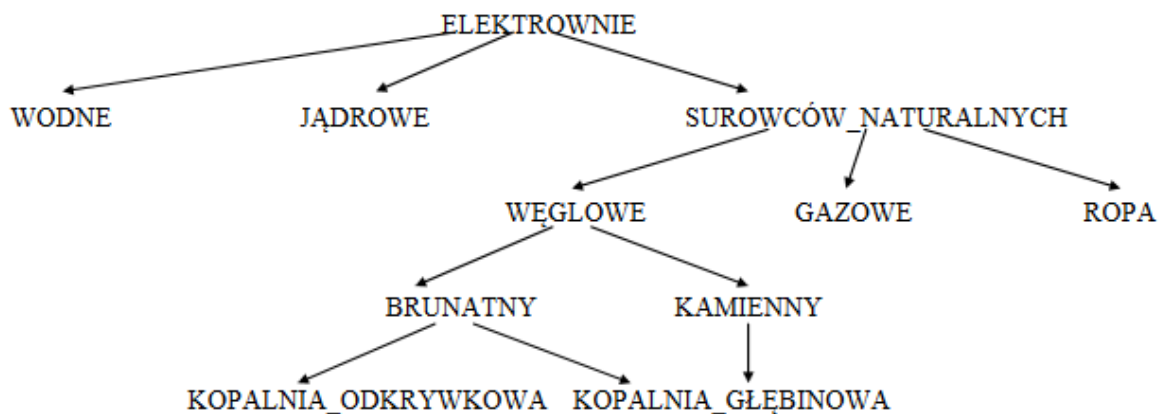 ELEKTROWNIE
WODNE JĄDROWE SUROWCÓW_NATURALNYCH
WĘGLOWE GAZOWE ROPA
BRUNATNY KAMIENNY
KOPALNIA_ODKRYWKOWA KOPALNIA_GŁĘBINOWA